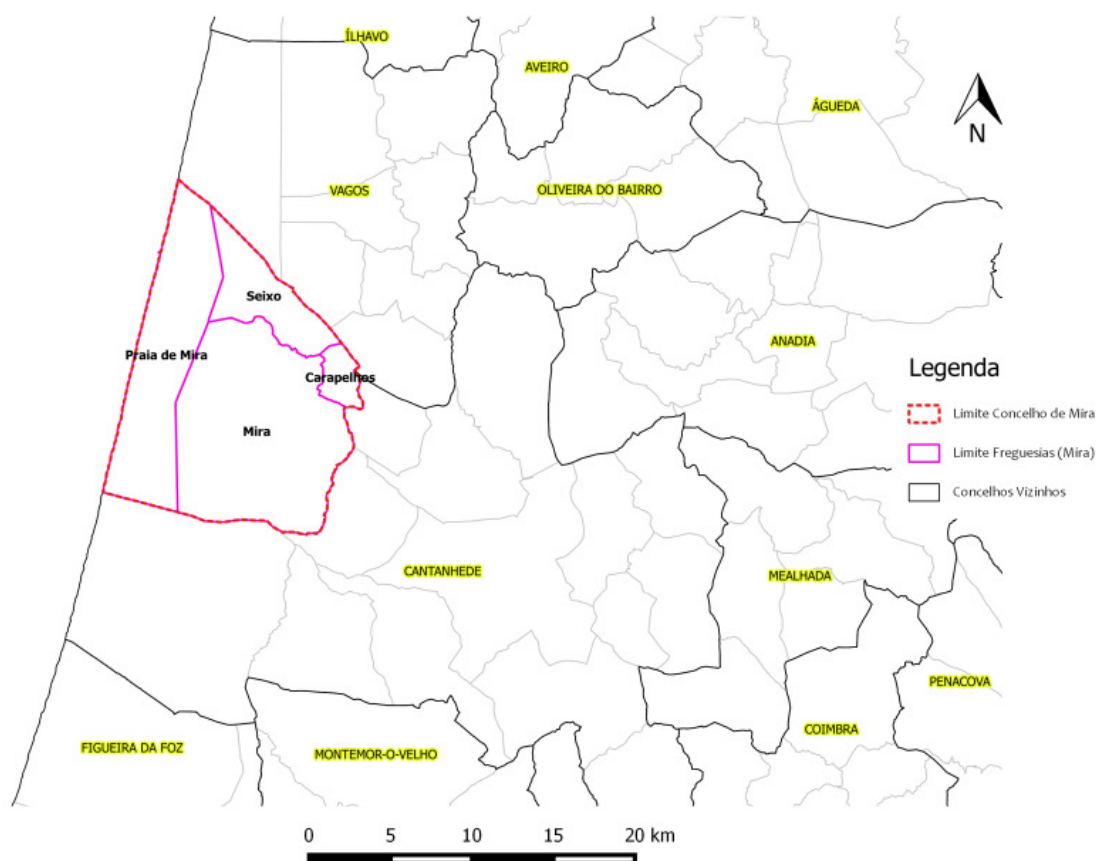 ÍLHAVO
AVEIRO
ÁGUEDA
N
VAGOS
OLIVEIRA DO BAIRRO
Seixo
ANADIA
Praia de Mira
Carapelhos
Mira
Legenda
Limite Concelho de Mira
Limite Freguesias (Mira)
Concelhos Vizinhos
CANTANHEDE
MEALHADA
PENACOVA
COIMBRA
FIGUEIRA DA FOZ
MONTEMOR-O-VELHO
0 5 10 15 20 km